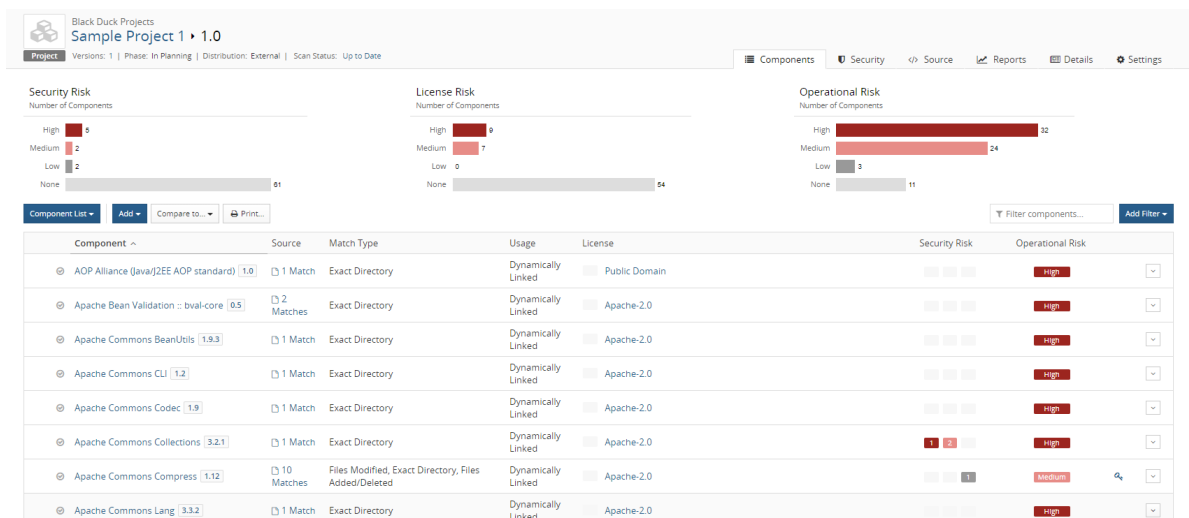 Black Duck Projects
Sample Project 1 ▸ 1.0
Project Versions: 1 | Phase: In Planning | Distribution: External | Scan Status: Up to Date
Components Security </> Source Reports Details Settings
Security Risk
Number of Components
High 5
Medium 2
Low 2
None 61
License Risk
Number of Components
High 9
Medium 7
Low 0
None 54
Operational Risk
Number of Components
High 32
Medium 24
Low 3
None 11
Component List Add Compare to... Print... Filter components... Add Filter
Component Source Match Type Usage License Security Risk Operational Risk
AOP Alliance (Java/J2EE AOP standard) 1.0 1 Match Exact Directory Dynamically Linked Public Domain High
Apache Bean Validation :: bval-core 0.5 2 Matches Exact Directory Dynamically Linked Apache-2.0 High
Apache Commons BeanUtils 1.9.3 1 Match Exact Directory Dynamically Linked Apache-2.0 High
Apache Commons CLI 1.2 1 Match Exact Directory Dynamically Linked Apache-2.0 High
Apache Commons Codec 1.9 1 Match Exact Directory Dynamically Linked Apache-2.0 High
Apache Commons Collections 3.2.1 1 Match Exact Directory Dynamically Linked Apache-2.0 1 2 High
Apache Commons Compress 1.12 10 Matches Files Modified, Exact Directory, Files Added/Deleted Dynamically Linked Apache-2.0 1 Medium
Apache Commons Lang 3.3.2 1 Match Exact Directory Dynamically Linked Apache-2.0 High